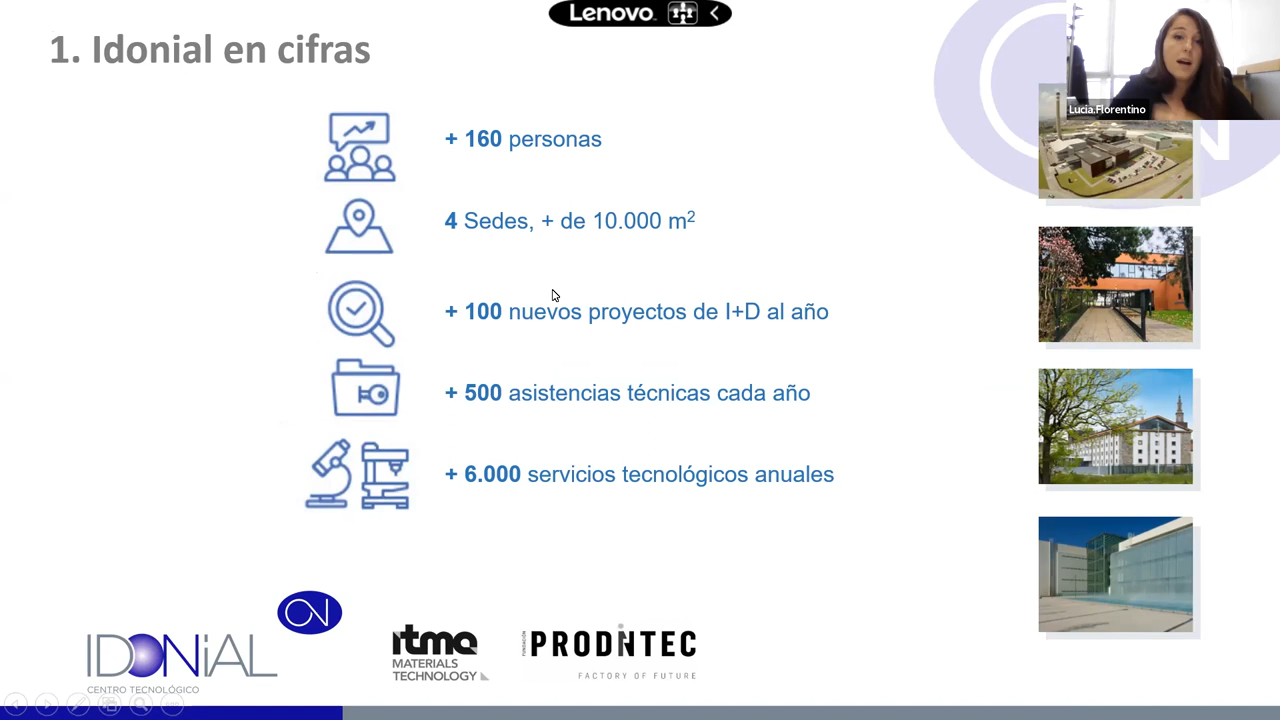 Lenovo
1. Idonial en cifras
Lucía.Florentino
+ 160 personas
4 Sedes, + de 10.000 m²
+ 100 nuevos proyectos de I+D al año
+ 500 asistencias técnicas cada año
+ 6.000 servicios tecnológicos anuales
IDONIAL
CENTRO TECNOLÓGICO
itma
MATERIALS
TECHNOLOGY
FUNDACIÓN
PRODINTEC
FACTORY OF FUTURE